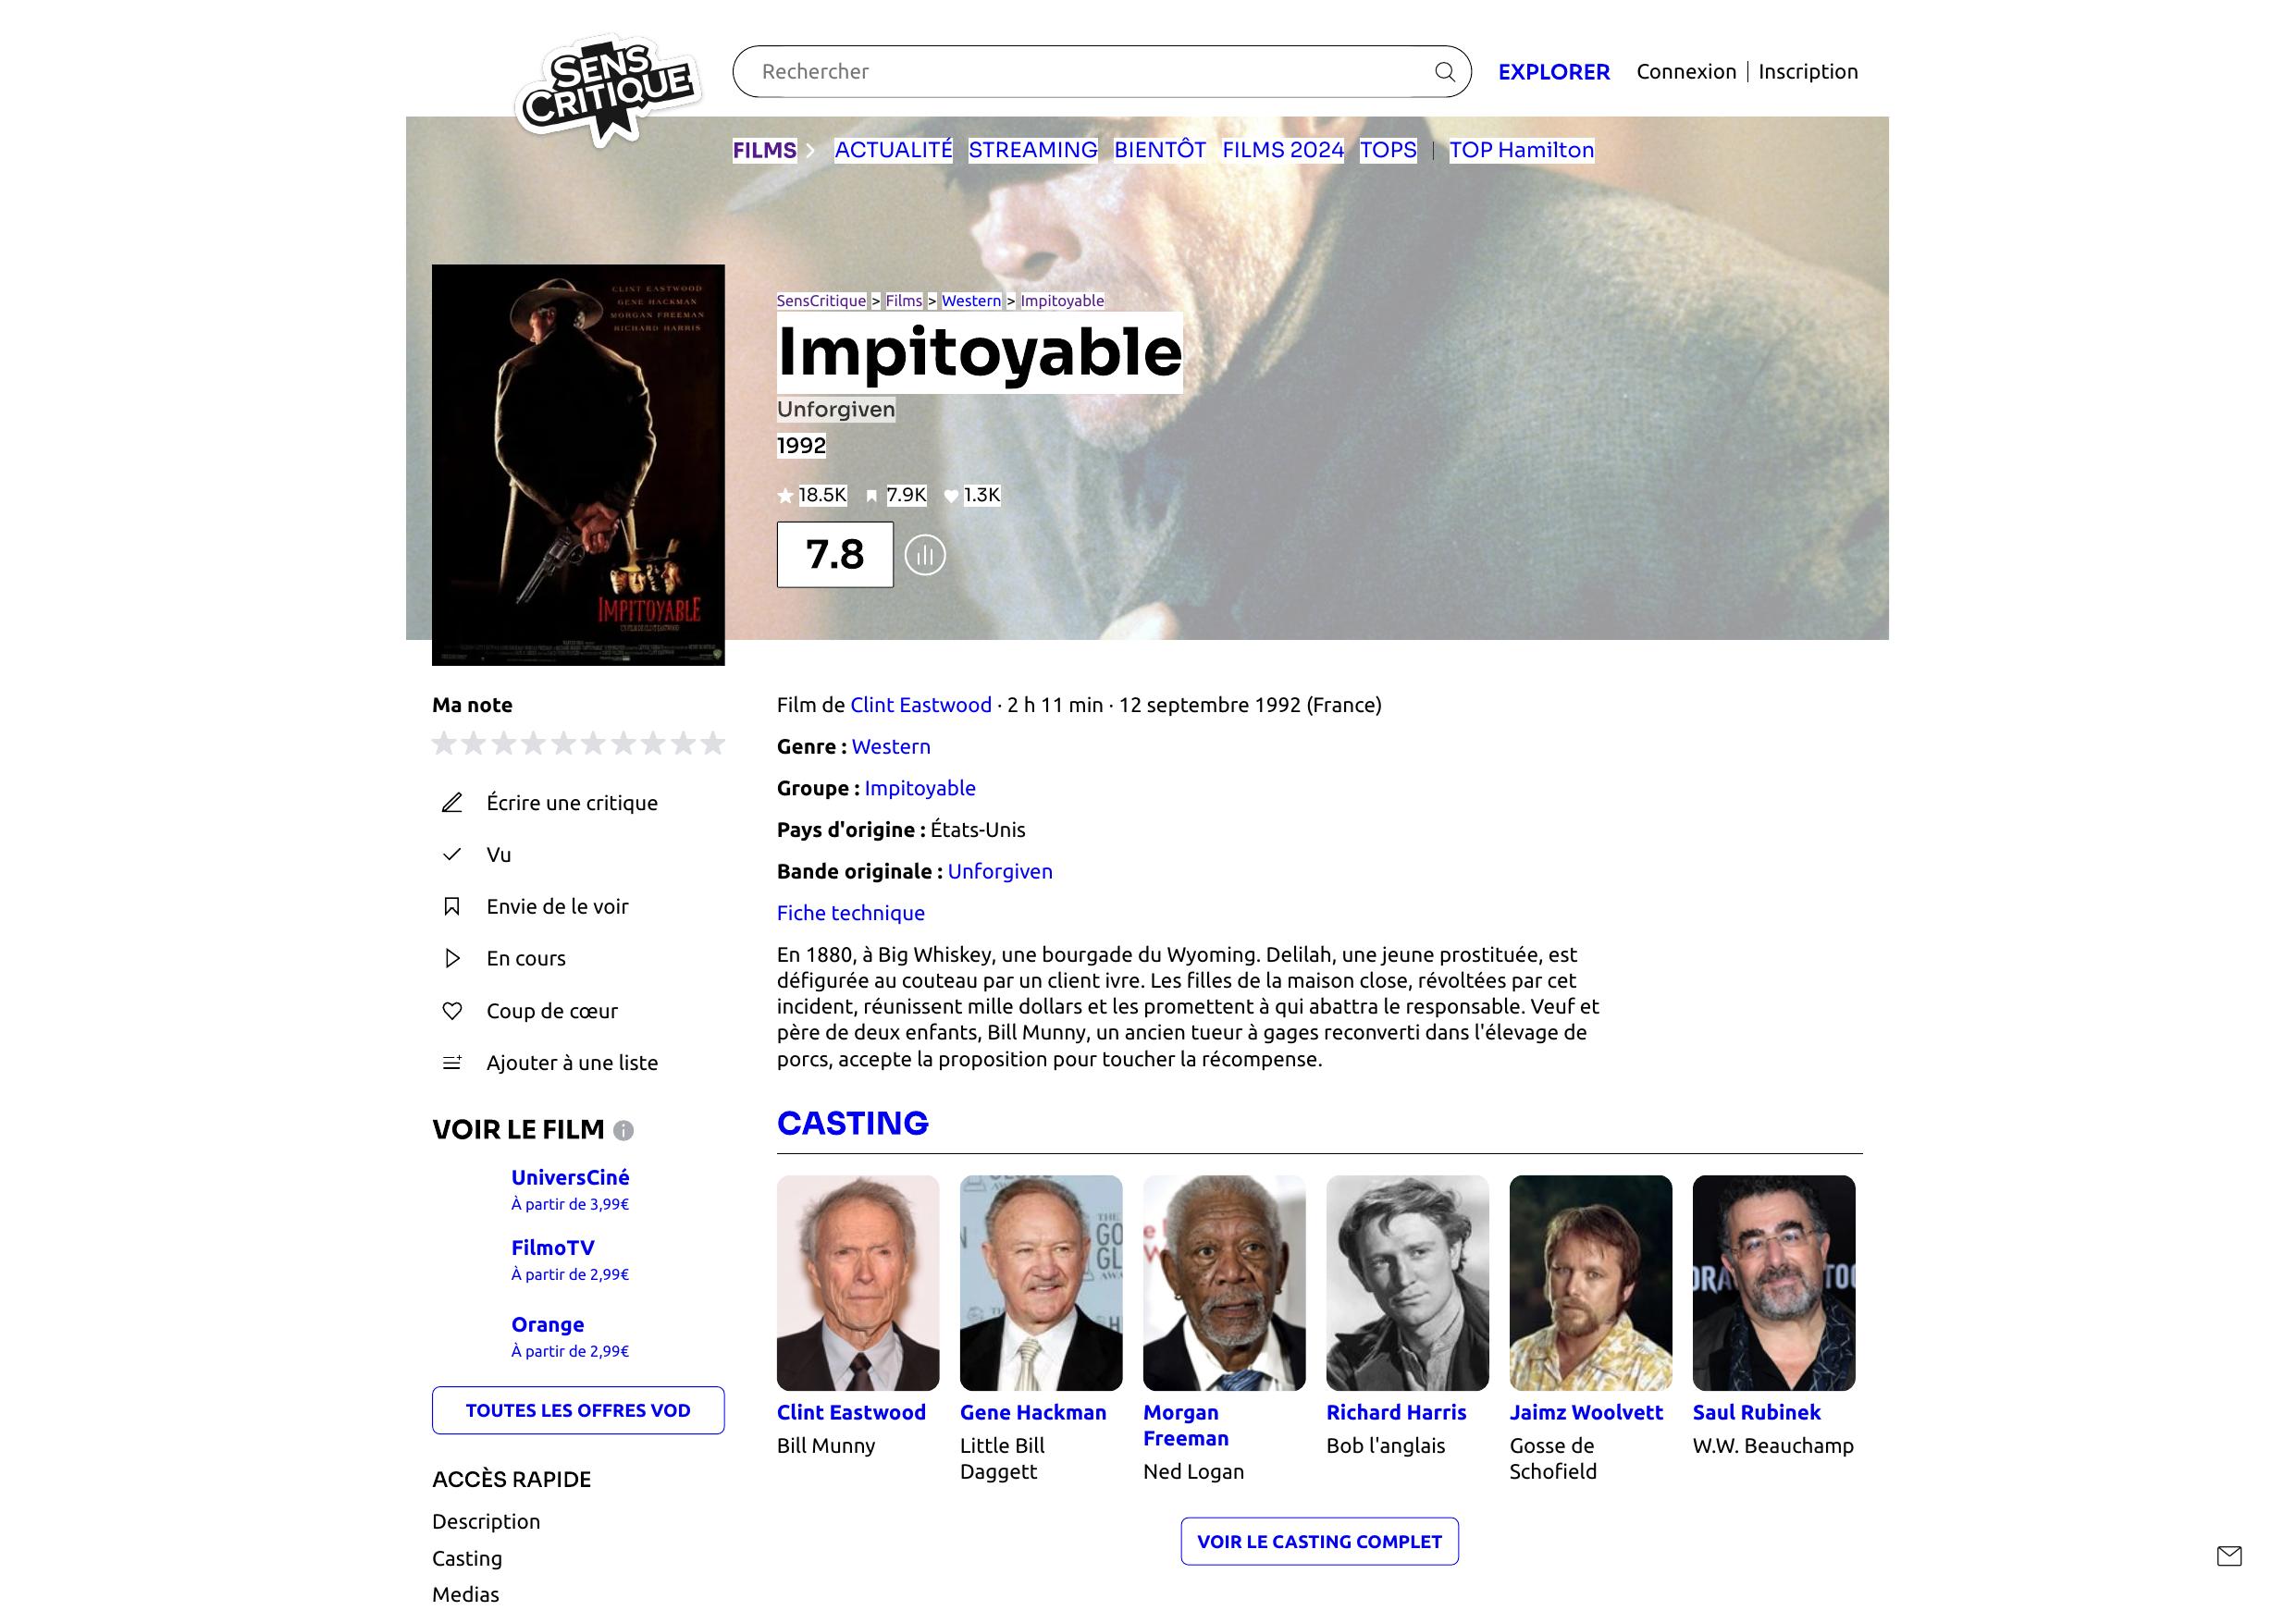 SENS
CRITIQUE
Rechercher
EXPLORER
Connexion | Inscription
FILMS
ACTUALITÉ
STREAMING
BIENTÔT
FILMS 2024
TOPS
|
TOP Hamilton
CLINT EASTWOOD
GENE HACKMAN
MORGAN FREEMAN
RICHARD HARRIS
IMPITOYABLE
SensCritique > Films > Western > Impitoyable
Impitoyable
Unforgiven
1992
18.5K 7.9K 1.3K
7.8
Ma note
Écrire une critique
Vu
Envie de le voir
En cours
Coup de cœur
Ajouter à une liste
VOIR LE FILM
UniversCiné
À partir de 3,99€
FilmoTV
À partir de 2,99€
Orange
À partir de 2,99€
TOUTES LES OFFRES VOD
ACCÈS RAPIDE
Description
Casting
Medias
Film de Clint Eastwood · 2 h 11 min · 12 septembre 1992 (France)
Genre : Western
Groupe : Impitoyable
Pays d'origine : États-Unis
Bande originale : Unforgiven
Fiche technique
En 1880, à Big Whiskey, une bourgade du Wyoming. Delilah, une jeune prostituée, est
défigurée au couteau par un client ivre. Les filles de la maison close, révoltées par cet
incident, réunissent mille dollars et les promettent à qui abattra le responsable. Veuf et
père de deux enfants, Bill Munny, un ancien tueur à gages reconverti dans l'élevage de
porcs, accepte la proposition pour toucher la récompense.
CASTING
Clint Eastwood
Bill Munny
Gene Hackman
Little Bill
Daggett
Morgan
Freeman
Ned Logan
Richard Harris
Bob l'anglais
Jaimz Woolvett
Gosse de
Schofield
Saul Rubinek
W.W. Beauchamp
VOIR LE CASTING COMPLET